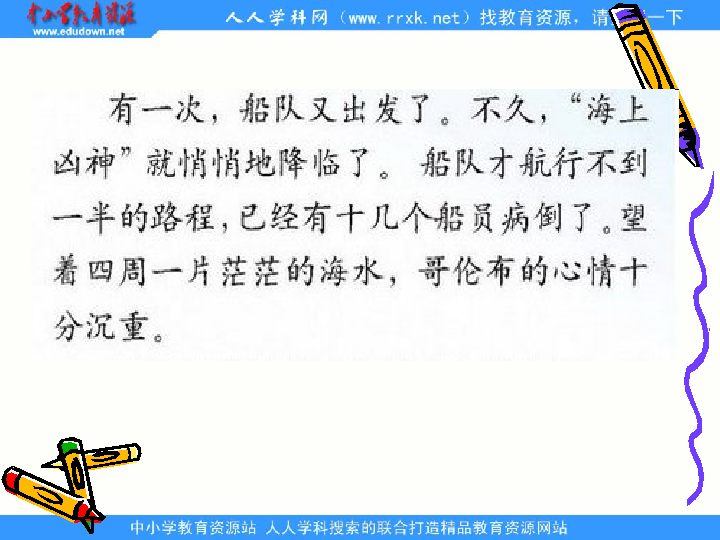 中小学教育资源
www.edudown.net
人人学科网（www.rrxk.net）找教育资源，请 一下
有一次，船队又出发了。不久，“海上
凶神”就悄悄地降临了。 船队才航行不到
一半的路程，已经有十几个船员病倒了。望
着四周一片茫茫的海水，哥伦布的心情十
分沉重。
中小学教育资源站 人人学科搜索的联合打造精品教育资源网站